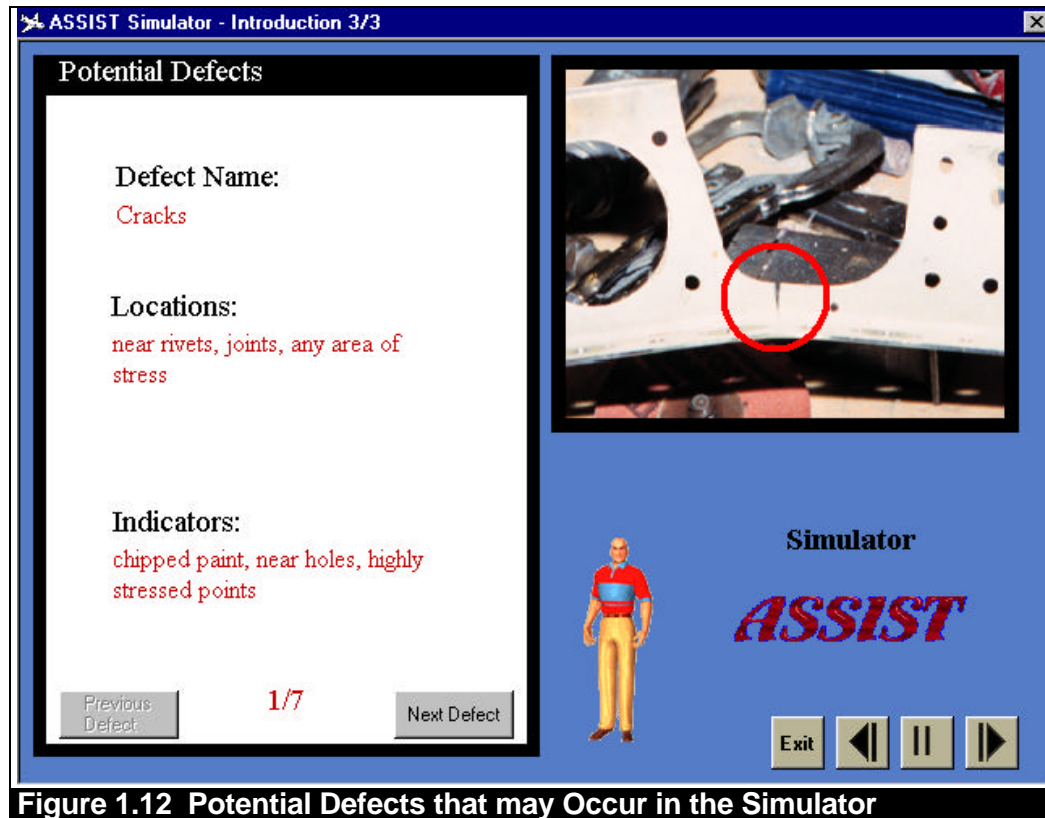 ASSIST Simulator - Introduction 3/3
Potential Defects
Defect Name:
Cracks
Locations:
near rivets, joints, any area of
stress
Indicators:
chipped paint, near holes, highly
stressed points
Previous
Defect
1/7
Next Defect
Simulator
ASSIST
Exit
Figure 1.12 Potential Defects that may Occur in the Simulator